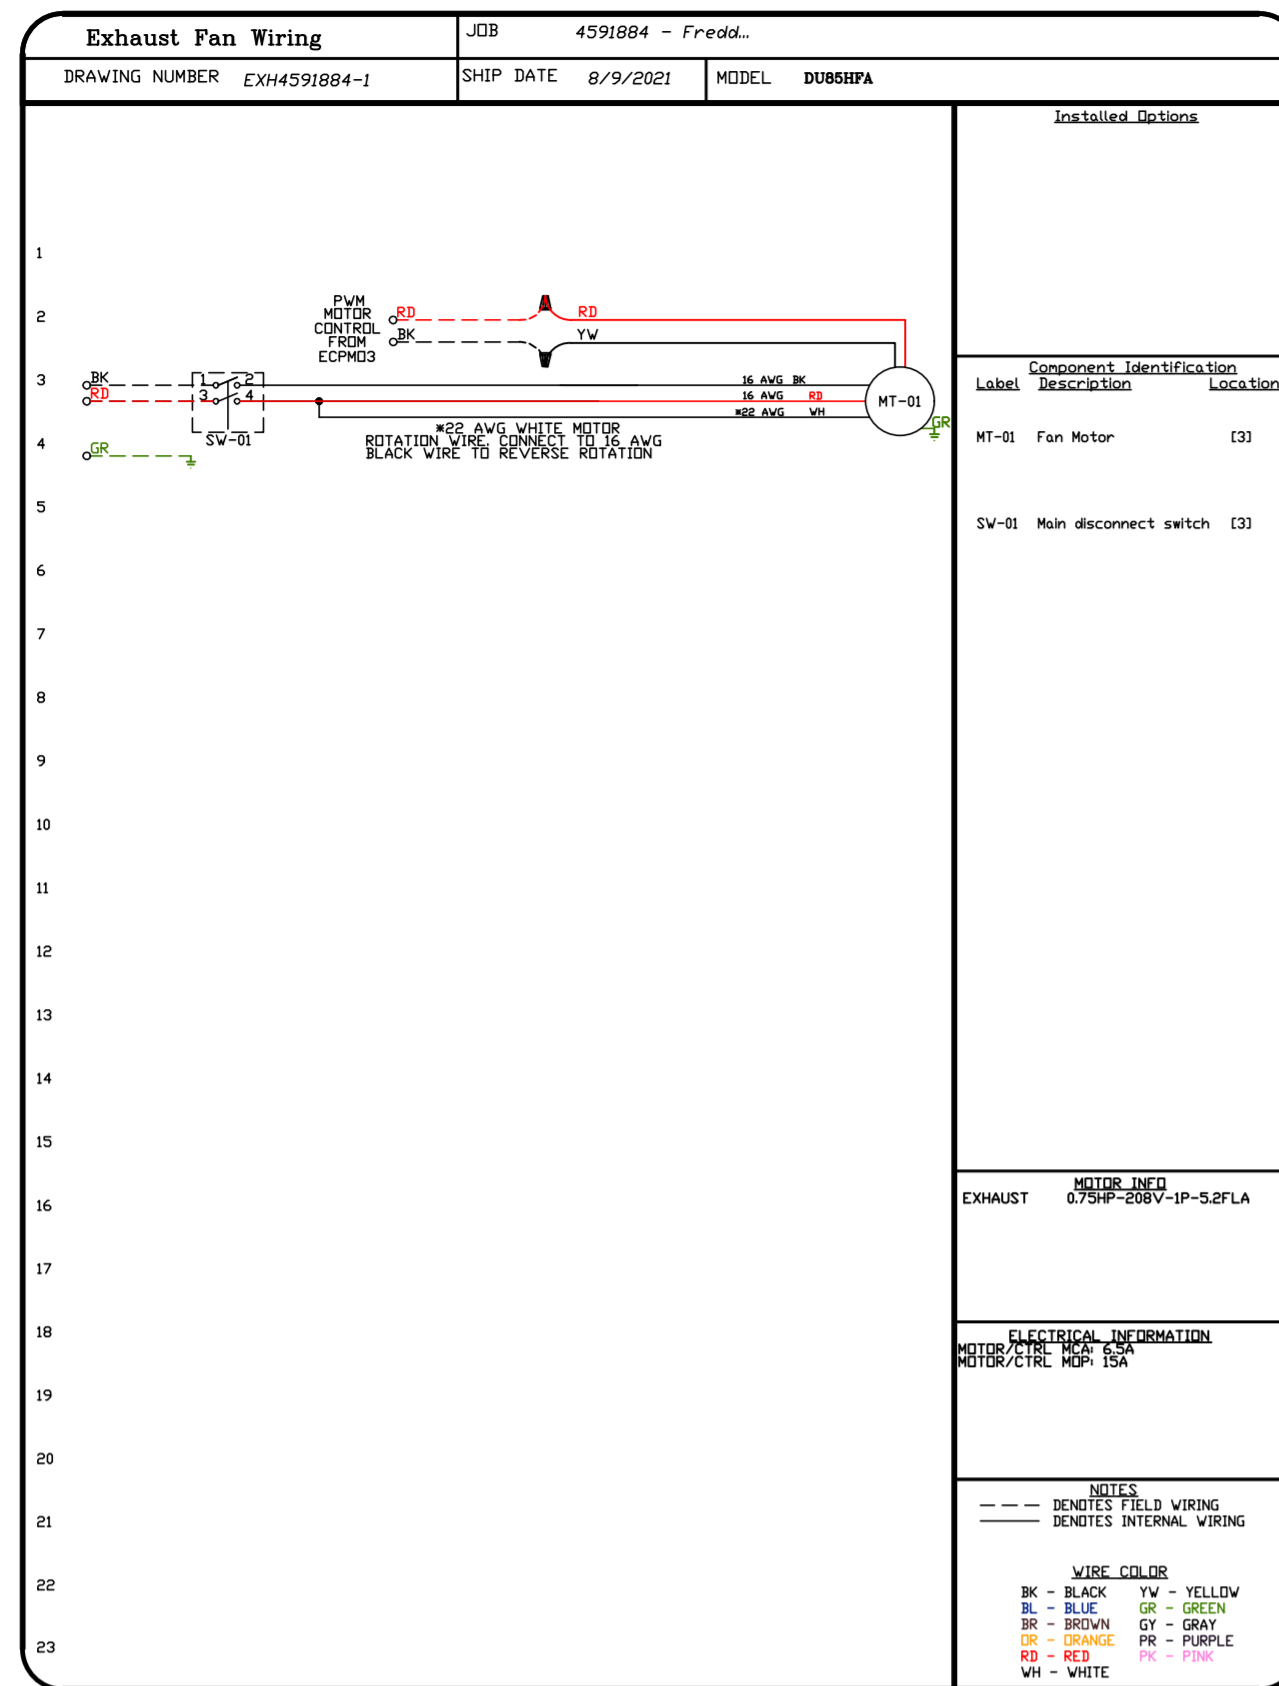 Exhaust Fan Wiring
JOB 4591884 - Fredd...
DRAWING NUMBER EXH4591884-1
SHIP DATE 8/9/2021
MODEL DU85HFA
1
2
3
4
5
6
7
8
9
10
11
12
13
14
15
16
17
18
19
20
21
22
23
PWM
MOTOR
CONTROL
FROM
ECPM03
RD
BK
RD
YW
BK
RD
1 2
3 4
SW-01
GR
16 AWG BK
16 AWG RD
*22 AWG WH
MT-01
GR
*22 AWG WHITE MOTOR
ROTATION WIRE. CONNECT TO 16 AWG
BLACK WIRE TO REVERSE ROTATION
Installed Options
Component Identification
Label Description Location
MT-01 Fan Motor [3]
SW-01 Main disconnect switch [3]
MOTOR INFO
EXHAUST 0.75HP-208V-1P-5.2FLA
ELECTRICAL INFORMATION
MOTOR/CTRL MCA: 6.5A
MOTOR/CTRL MOP: 15A
NOTES
DENOTES FIELD WIRING
DENOTES INTERNAL WIRING
WIRE COLOR
BK - BLACK YW - YELLOW
BL - BLUE GR - GREEN
BR - BROWN GY - GRAY
OR - ORANGE PR - PURPLE
RD - RED PK - PINK
WH - WHITE